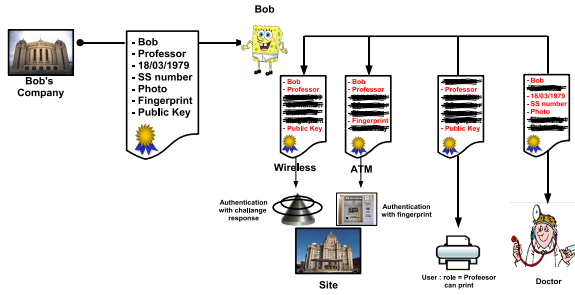 Bob
- Bob
- Professor
- 18/03/1979
- SS number
- Photo
- Fingerprint
- Public Key
Bob's
Company
- Bob
- Professor
- Public Key
- Bob
- Professor
- Fingerprint
- Professor
- Public Key
- Bob
- 18/03/1979
- SS number
- Photo
Wireless
ATM
Authentication
with challange
response
Authentication
with fingerprint
Site
User : role = Profeesor
can print
Doctor